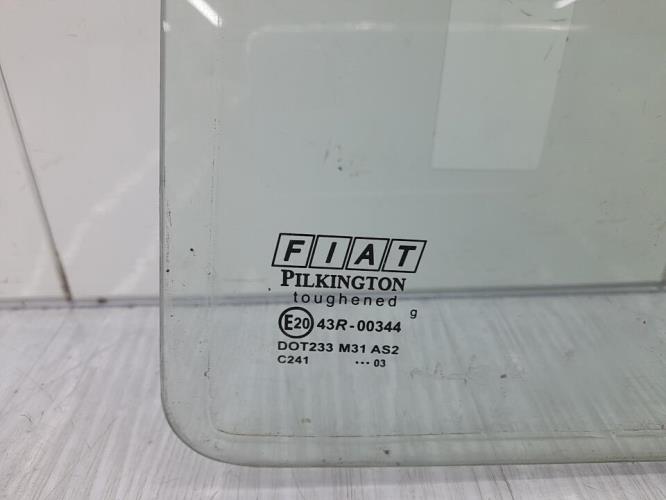 FIAT
PILKINGTON
toughened
g
E20 43R-00344
DOT233 M31 AS2
C241 ••• 03